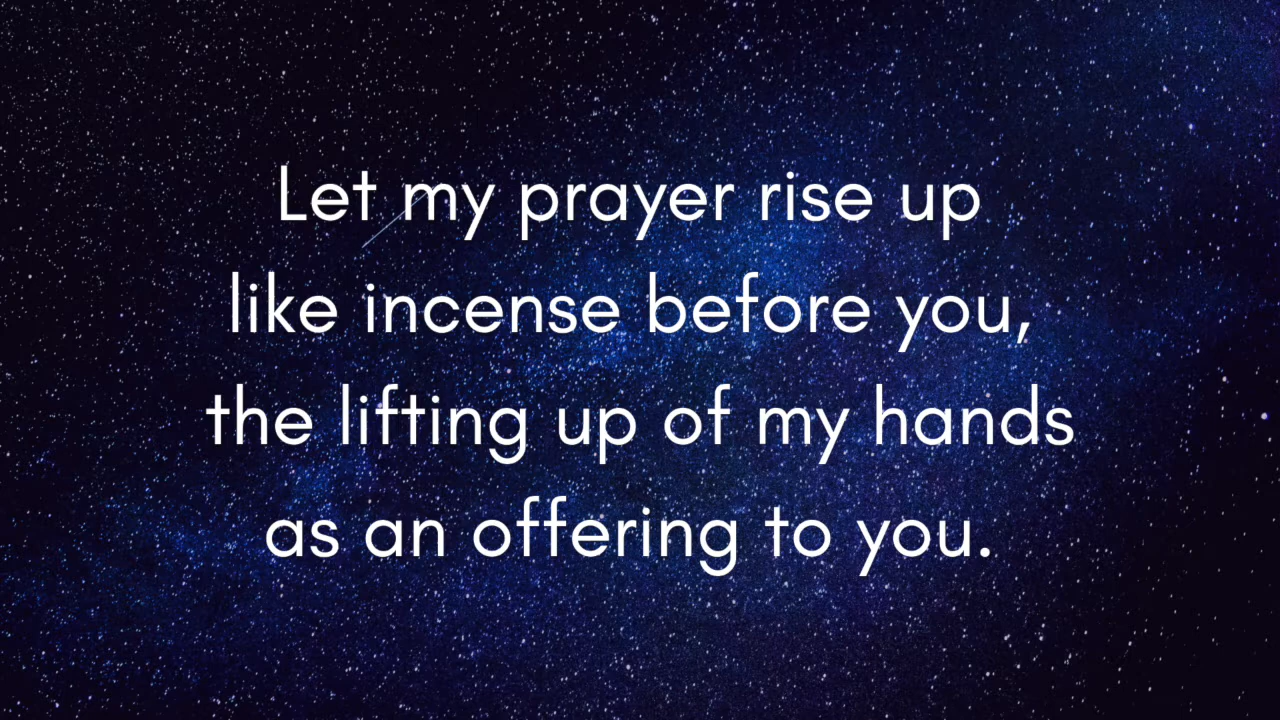 Let my prayer rise up
like incense before you,
the lifting up of my hands
as an offering to you.